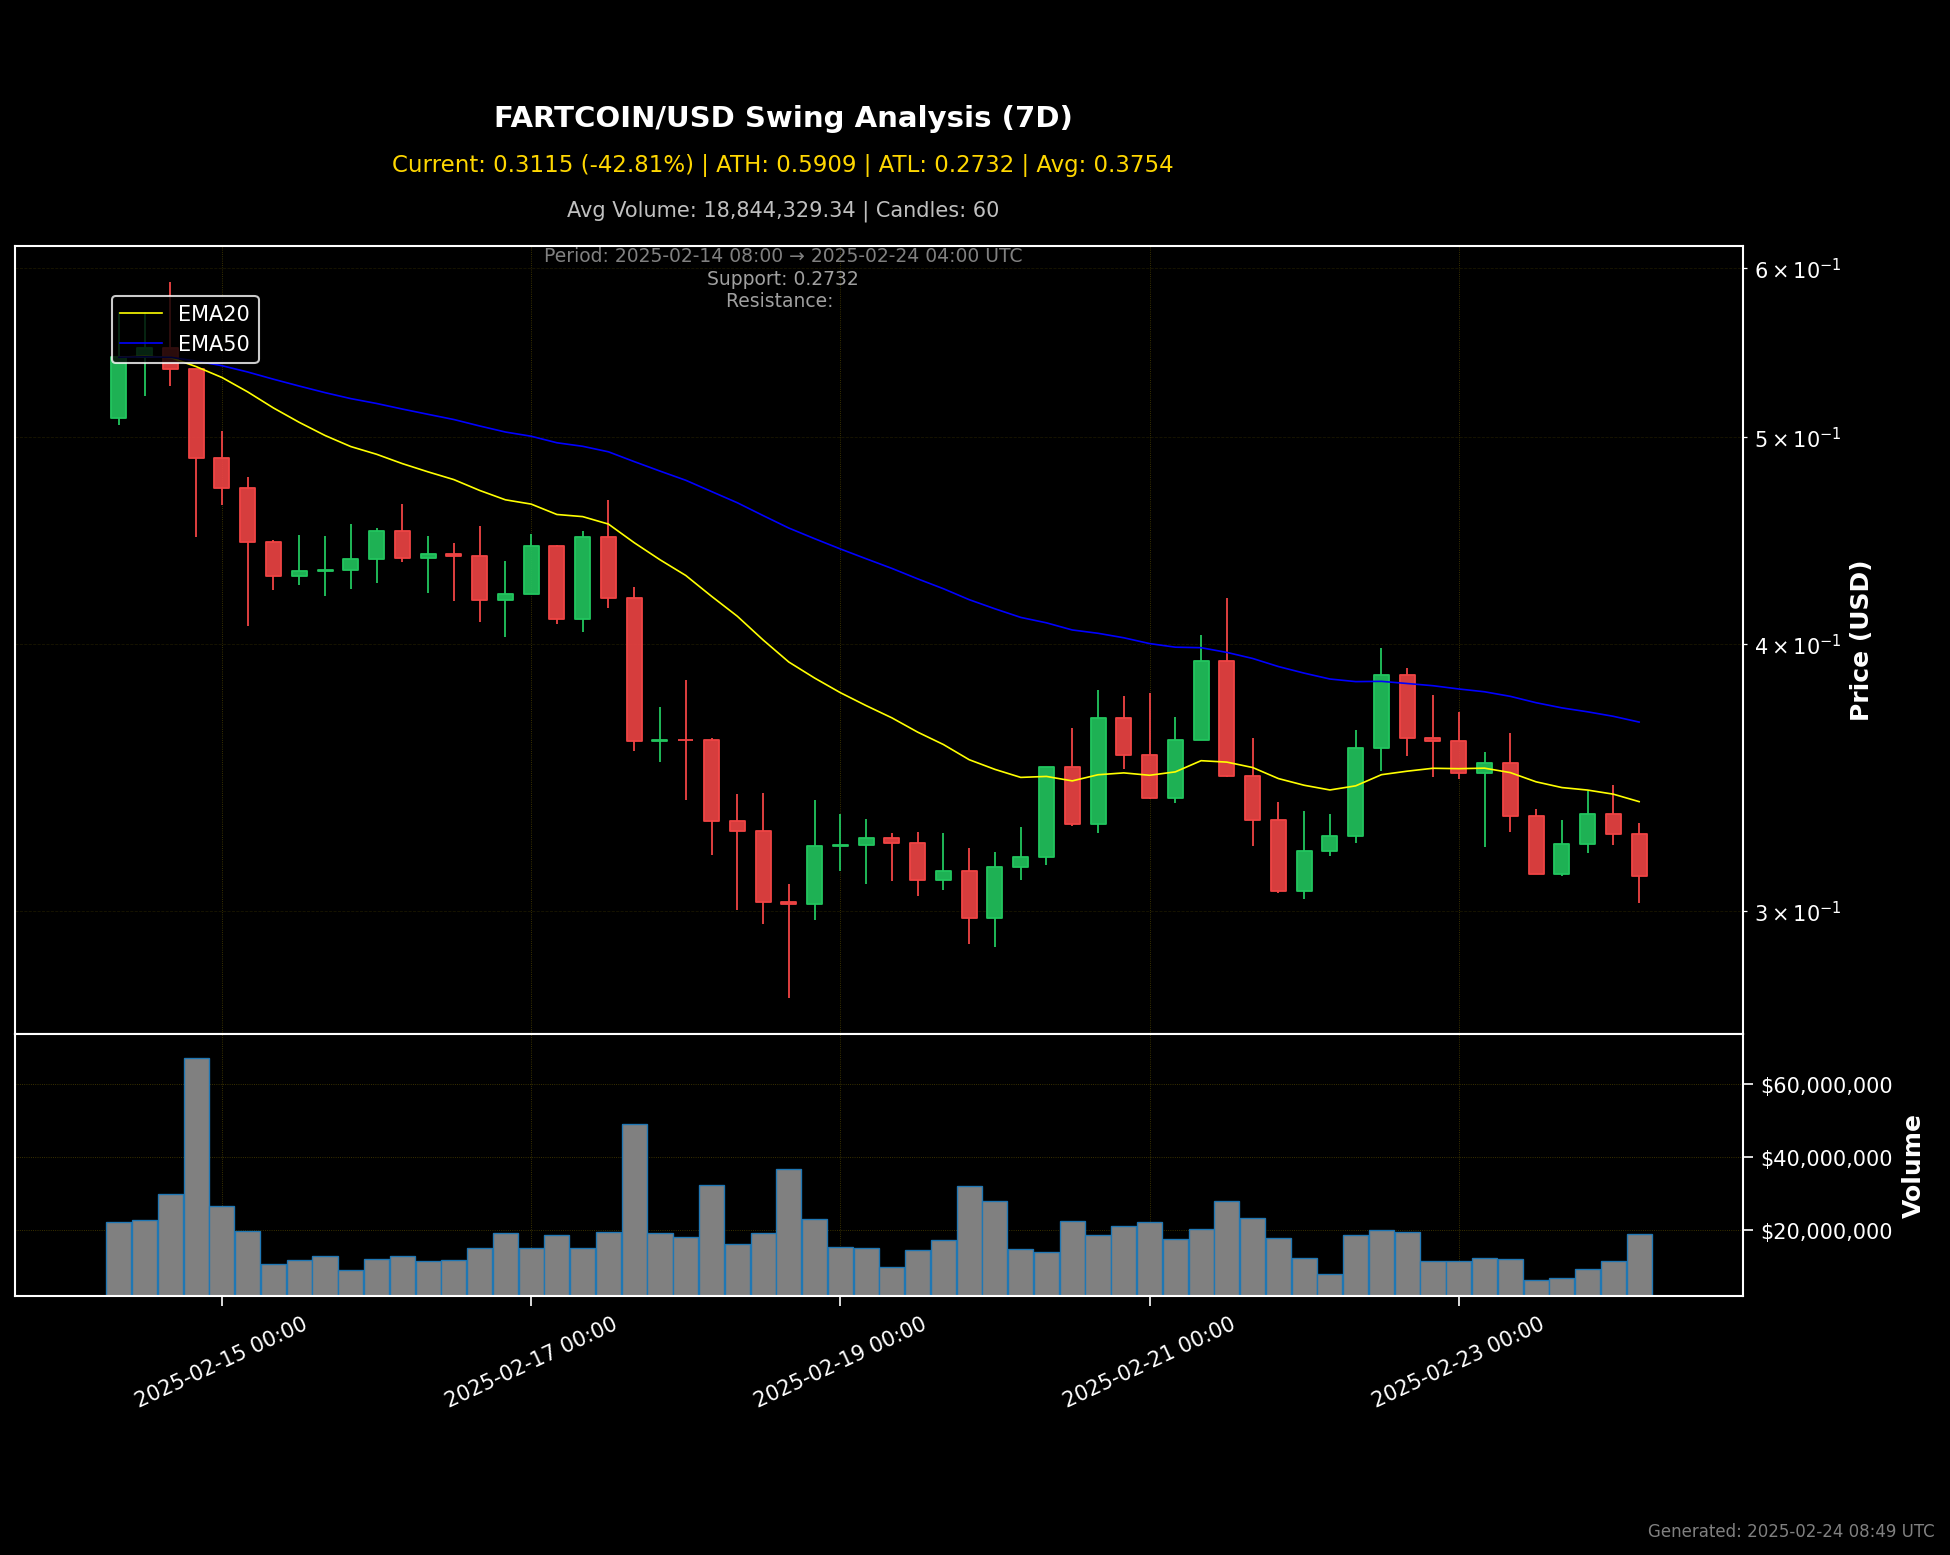 FARTCOIN/USD Swing Analysis (7D)
Current: 0.3115 (-42.81%) | ATH: 0.5909 | ATL: 0.2732 | Avg: 0.3754
Avg Volume: 18,844,329.34 | Candles: 60
Period: 2025-02-14 08:00 → 2025-02-24 04:00 UTC
Support: 0.2732
Resistance:
EMA20
EMA50
6 × 10⁻¹
5 × 10⁻¹
4 × 10⁻¹
3 × 10⁻¹
Price (USD)
$60,000,000
$40,000,000
$20,000,000
Volume
2025-02-15 00:00
2025-02-17 00:00
2025-02-19 00:00
2025-02-21 00:00
2025-02-23 00:00
Generated: 2025-02-24 08:49 UTC